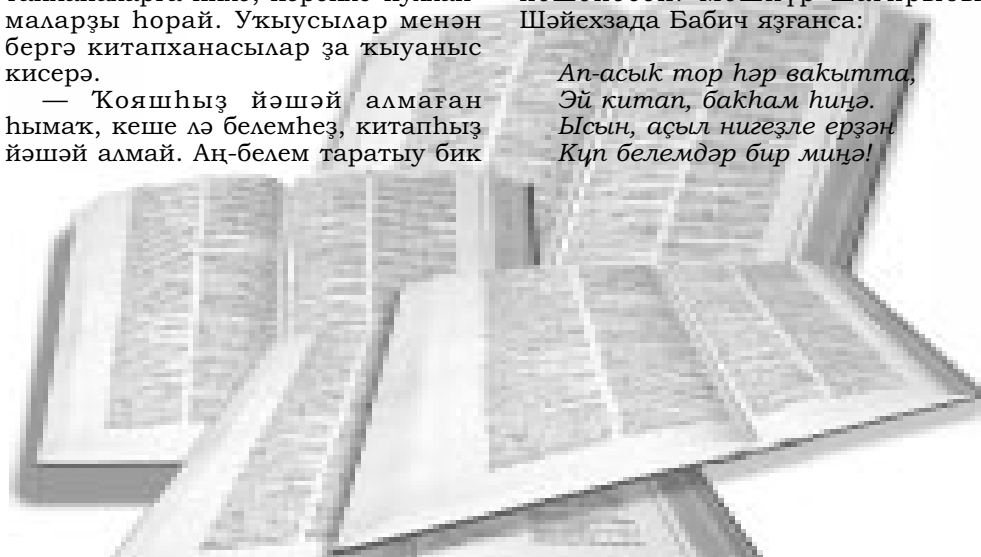 маларҙы һорай. Уҡыусылар менән
бергә китапханасылар ҙа ҡыуаныс
кисерә.
— Ҡояшһыҙ йәшәй алмаған
һымаҡ, кеше лә белемһеҙ, китапһыҙ
йәшәй алмай. Аң-белем таратыу бик
Шәйехзада Бабич яҙғанса:
Ап-асыҡ тор һәр ваҡытта,
Эй китап, баҡһам һиңә.
Ысын, аҫыл нигеҙле ерҙән
Күп белемдәр бир миңә!